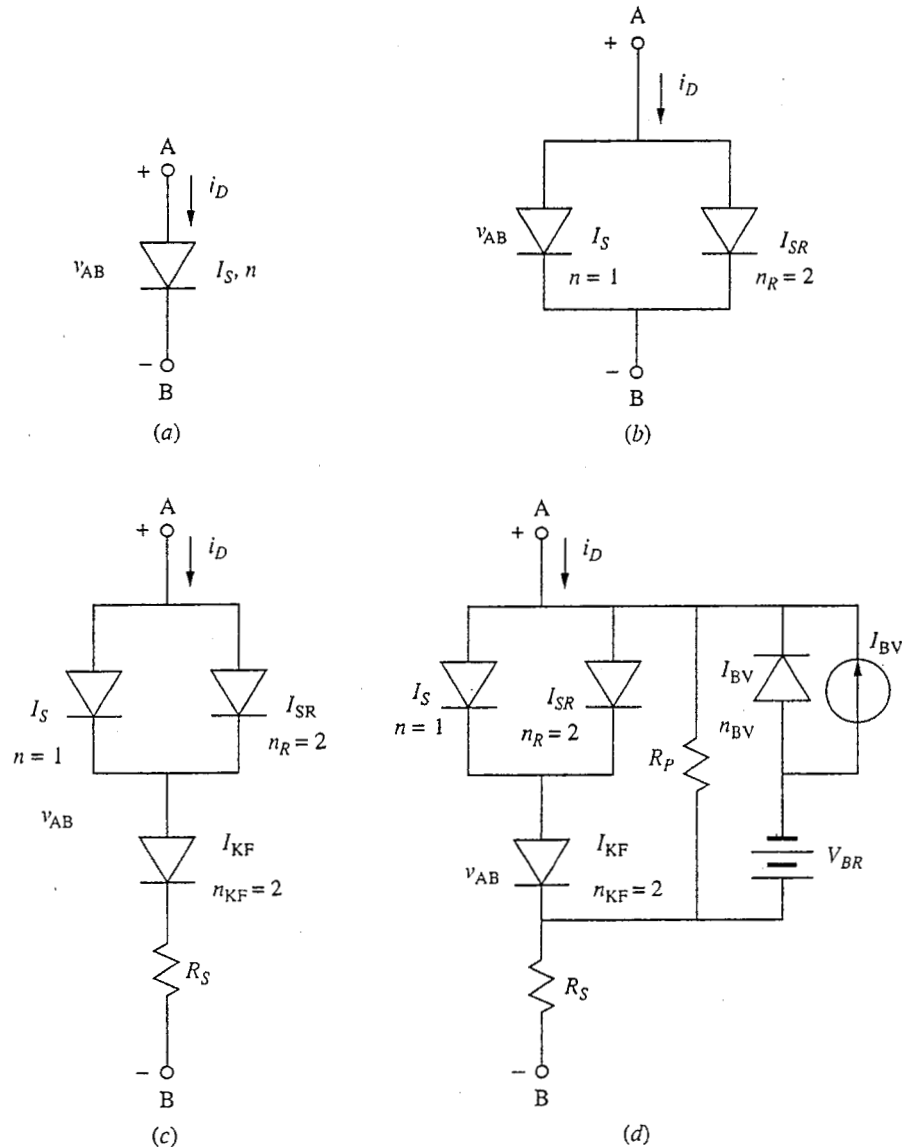 A
+
i_D
v_AB
I_S, n
−
B
(a)
A
+
i_D
v_AB
I_S
n = 1
I_SR
n_R = 2
−
B
(b)
A
+
i_D
I_S
n = 1
I_SR
n_R = 2
v_AB
I_KF
n_KF = 2
R_S
−
B
(c)
A
+
i_D
I_S
n = 1
I_SR
n_R = 2
R_P
I_BV
n_BV
I_BV
v_AB
I_KF
n_KF = 2
V_BR
R_S
−
B
(d)